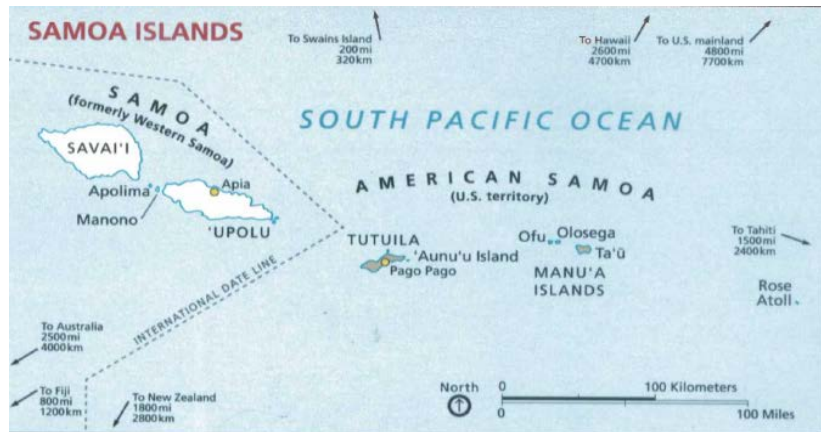 SAMOA ISLANDS
To Swains Island
200mi
320km
To Hawaii
2600mi
4700km
To U.S. mainland
4800mi
7700km
SAMOA
(formerly Western Samoa)
SOUTH PACIFIC OCEAN
SAVAI'I
Apolima
Manono
Apia
'UPOLU
AMERICAN SAMOA
(U.S. territory)
TUTUILA
'Aunu'u Island
Pago Pago
Ofu
Olosega
Ta'ū
MANU'A
ISLANDS
To Tahiti
1500mi
2400km
Rose
Atoll
INTERNATIONAL DATE LINE
To Australia
2500mi
4000km
To Fiji
800mi
1200km
To New Zealand
1800mi
2800km
North
0
100 Kilometers
0
100 Miles